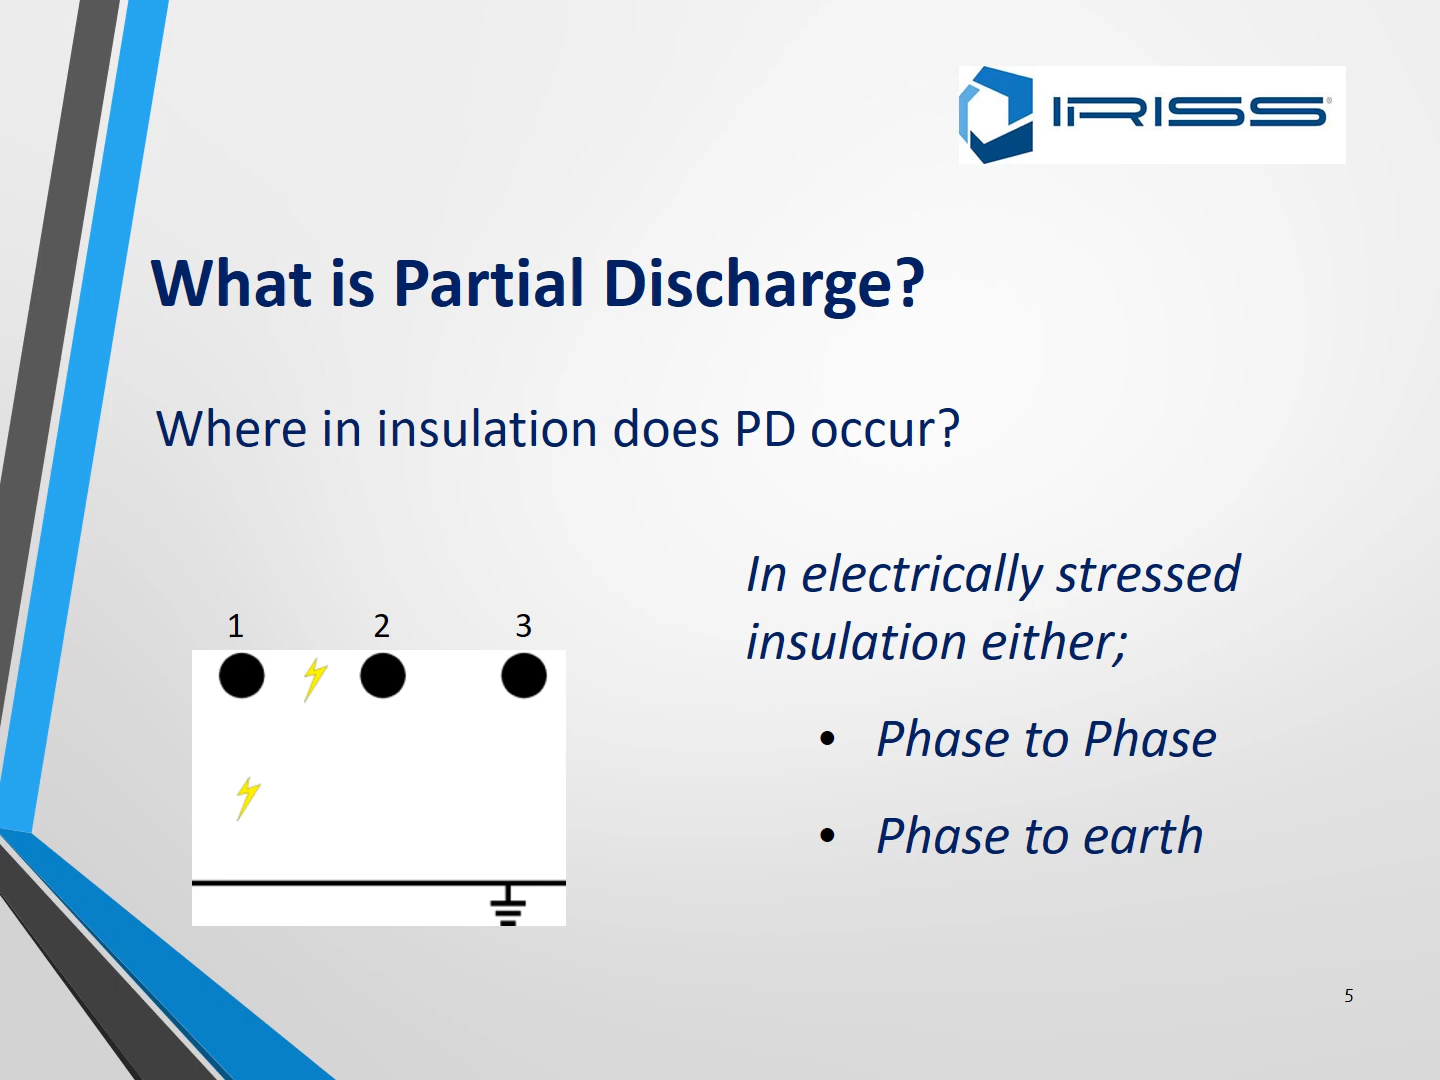 IRISS®
What is Partial Discharge?
Where in insulation does PD occur?
In electrically stressed
insulation either;
• Phase to Phase
• Phase to earth
1 2 3
5